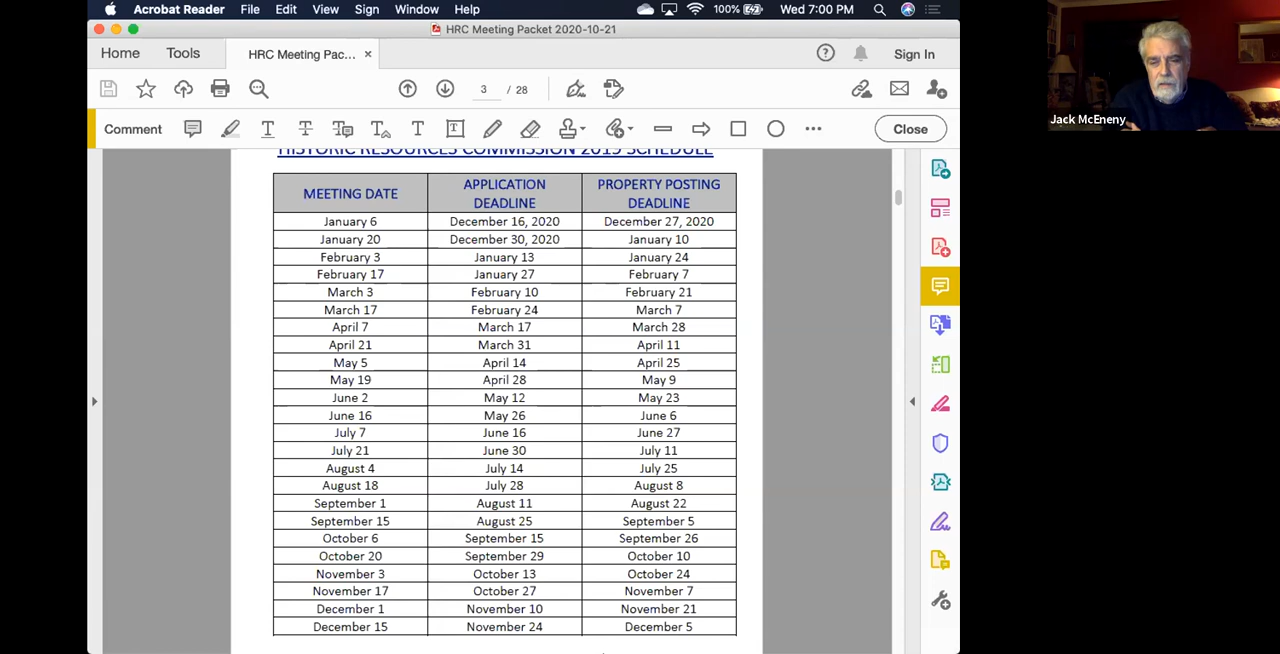 Acrobat Reader File Edit View Sign Window Help 100% Wed 7:00 PM
HRC Meeting Packet 2020-10-21
Home Tools HRC Meeting Pac... × Sign In
3 / 28
Comment Close
HISTORIC RESOURCES COMMISSION 2019 SCHEDULE
MEETING DATE APPLICATION DEADLINE PROPERTY POSTING DEADLINE
January 6 December 16, 2020 December 27, 2020
January 20 December 30, 2020 January 10
February 3 January 13 January 24
February 17 January 27 February 7
March 3 February 10 February 21
March 17 February 24 March 7
April 7 March 17 March 28
April 21 March 31 April 11
May 5 April 14 April 25
May 19 April 28 May 9
June 2 May 12 May 23
June 16 May 26 June 6
July 7 June 16 June 27
July 21 June 30 July 11
August 4 July 14 July 25
August 18 July 28 August 8
September 1 August 11 August 22
September 15 August 25 September 5
October 6 September 15 September 26
October 20 September 29 October 10
November 3 October 13 October 24
November 17 October 27 November 7
December 1 November 10 November 21
December 15 November 24 December 5
Jack McEneny